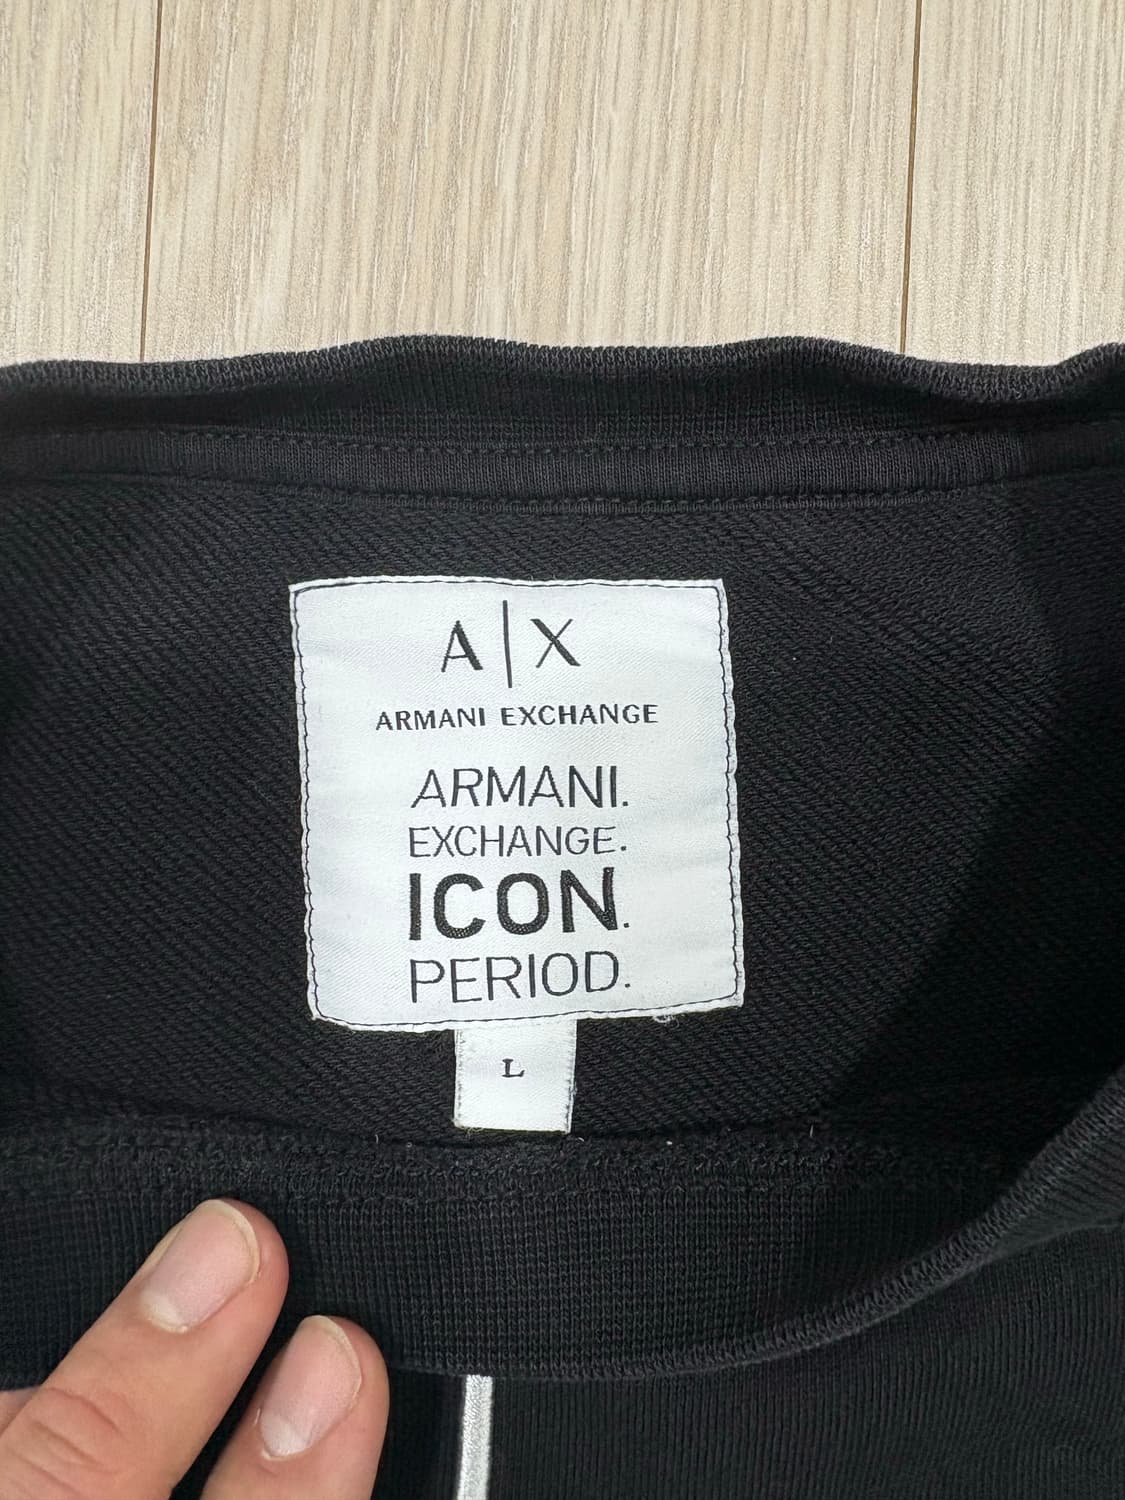 A|X
ARMANI EXCHANGE
ARMANI.
EXCHANGE.
ICON.
PERIOD.
L